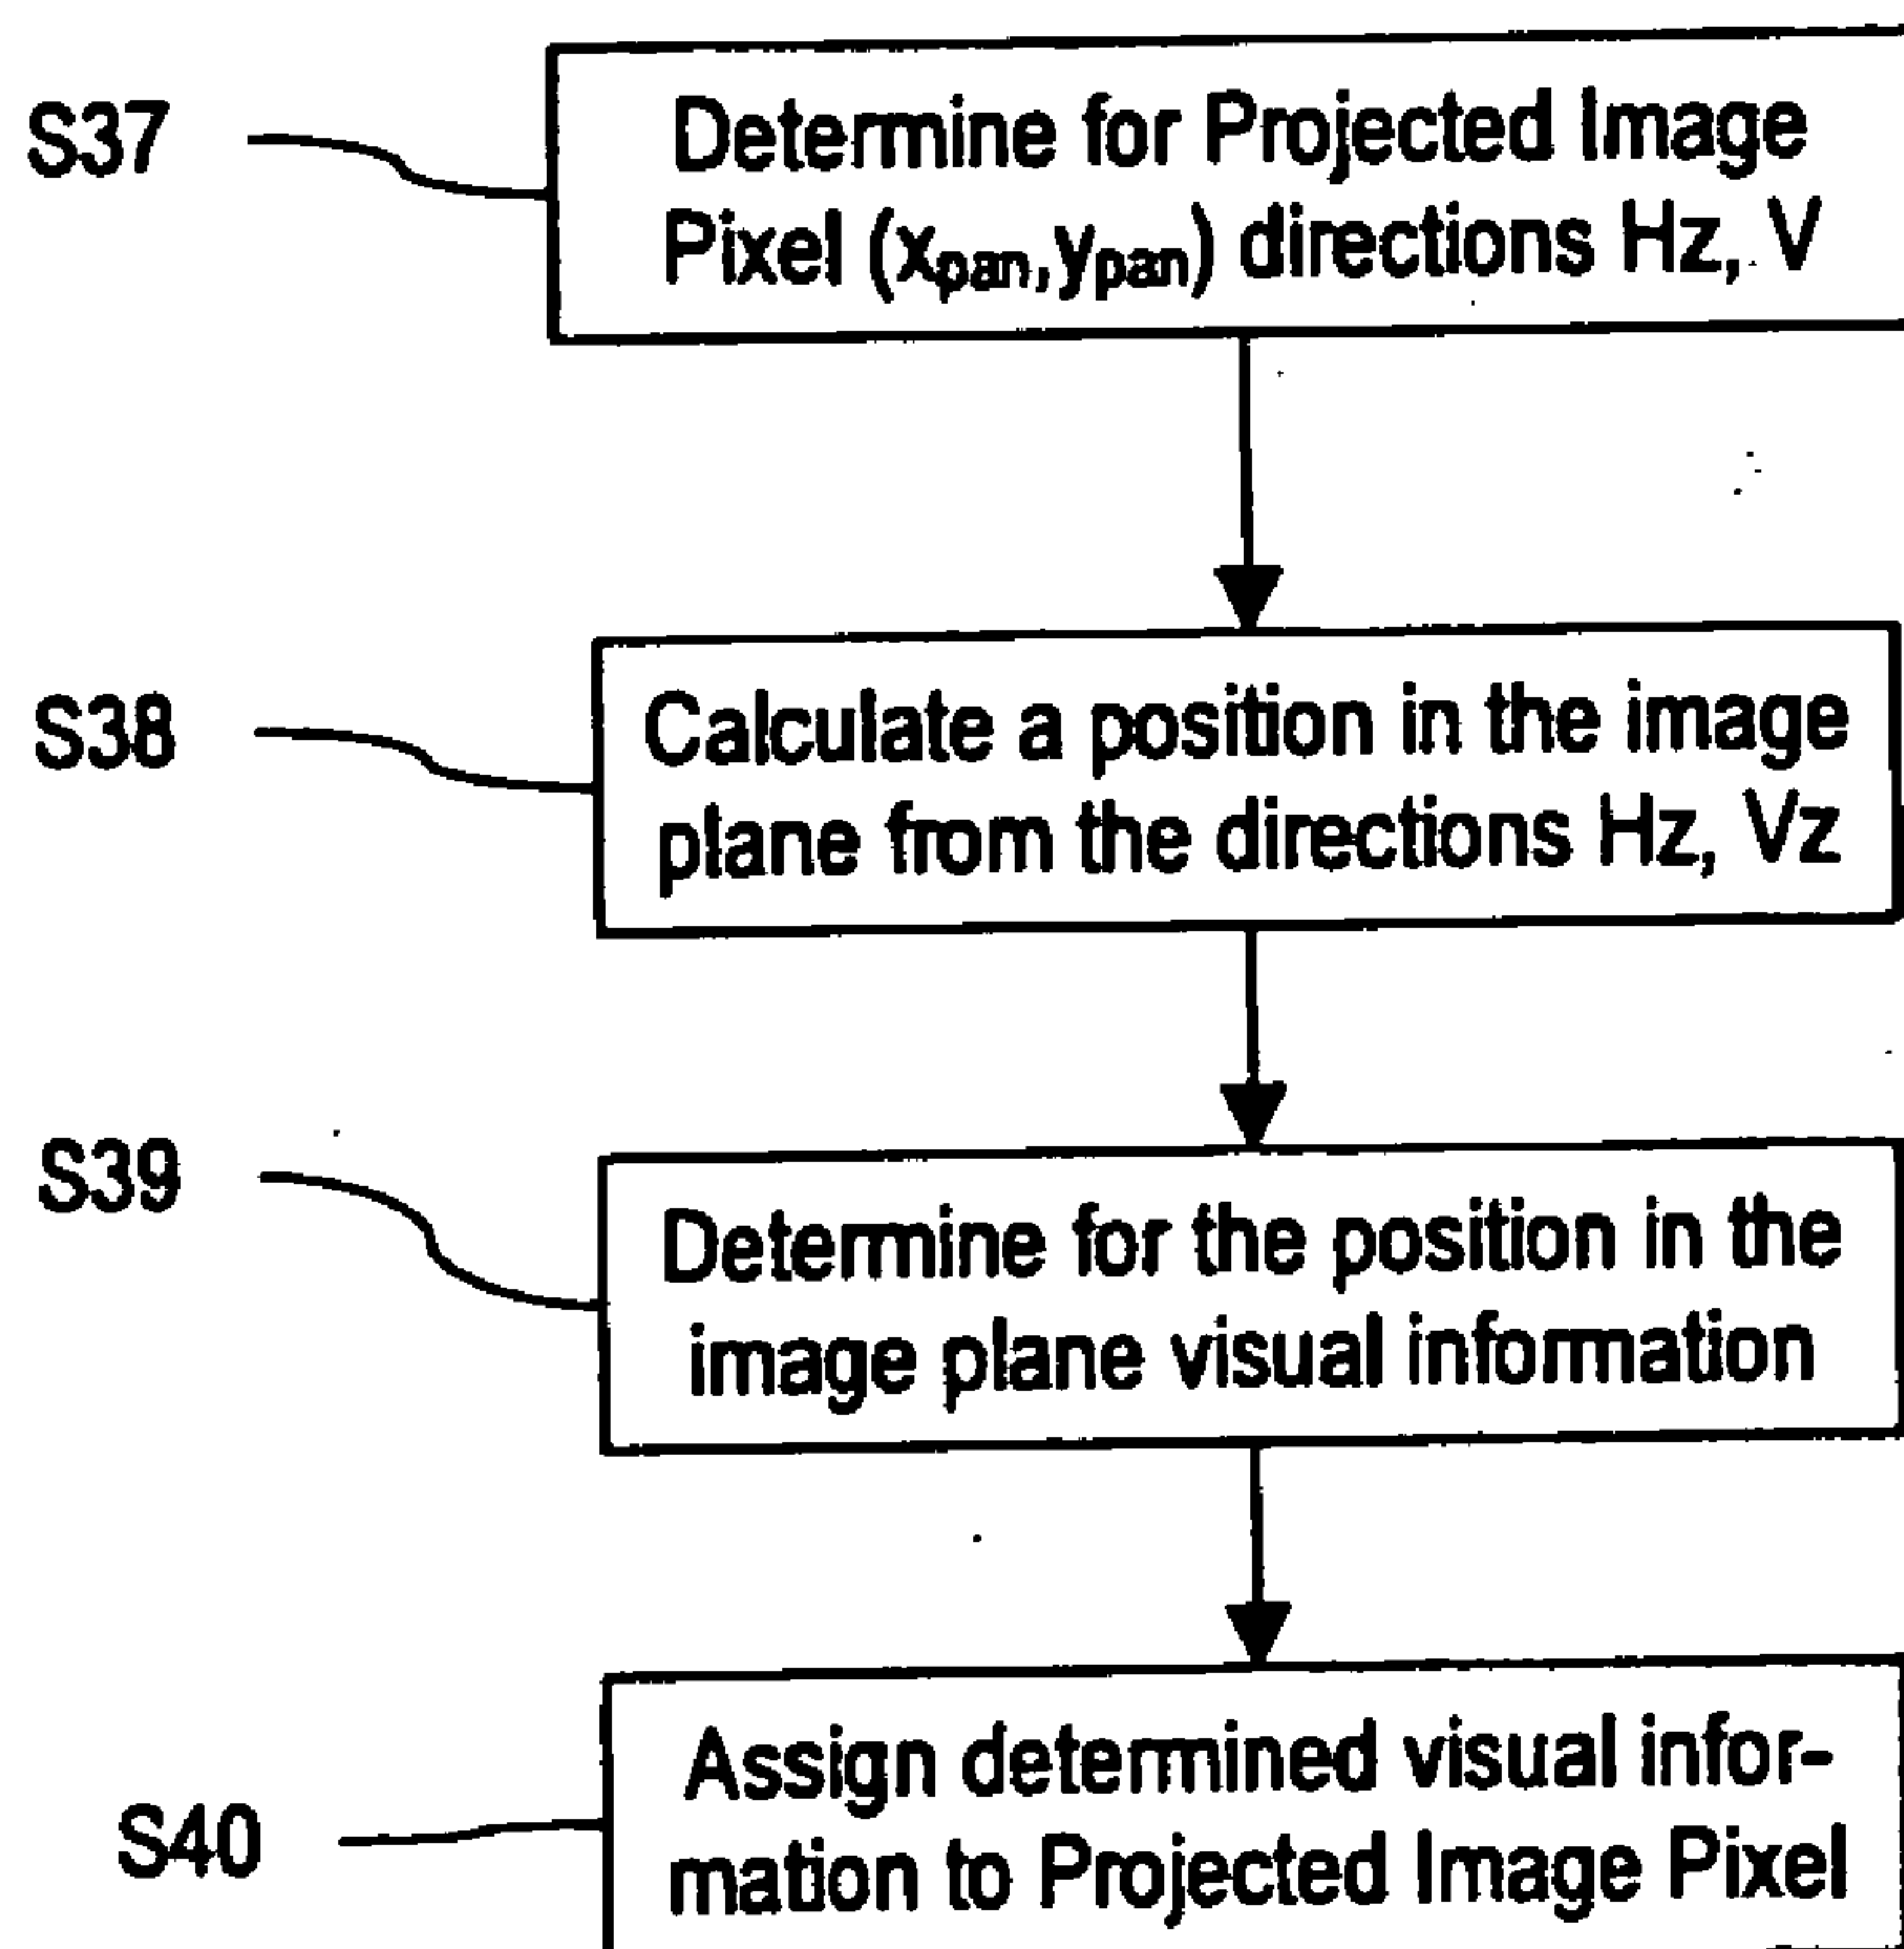 S37
Determine for Projected Image
Pixel (xpan,ypan) directions Hz, V
S38
Calculate a position in the image
plane from the directions Hz, Vz
S39
Determine for the position in the
image plane visual information
S40
Assign determined visual infor-
mation to Projected Image Pixel